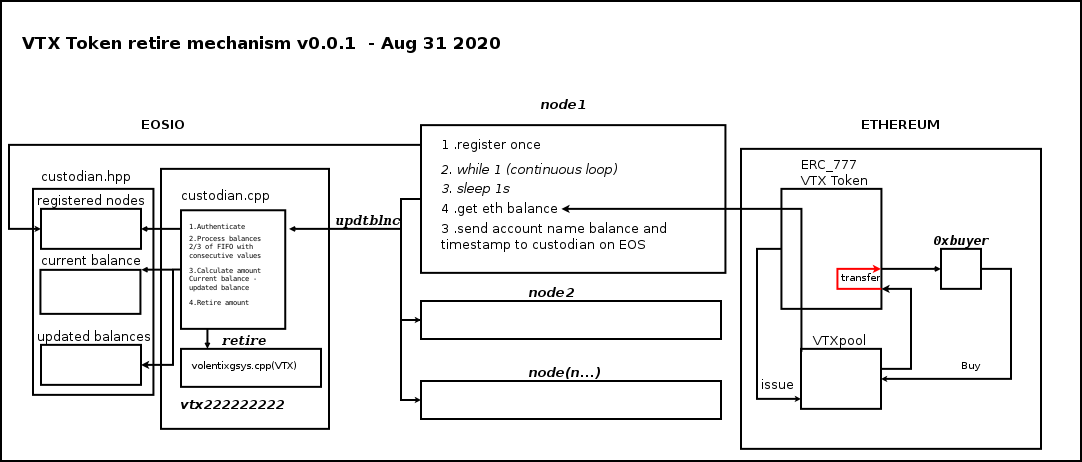 VTX Token retire mechanism v0.0.1  - Aug 31 2020
EOSIO
custodian.hpp
registered nodes
current balance
updated balances
custodian.cpp
1.Authenticate
2.Process balances
2/3 of FIFO with
consecutive values
3.Calculate amount
Current balance -
updated balance
4.Retire amount
retire
volentixgsys.cpp(VTX)
vtx222222222
updtblnc
node1
1 .register once
2. while 1 (continuous loop)
3. sleep 1s
4 .get eth balance
3 .send account name balance and
timestamp to custodian on EOS
node2
node(n...)
ETHEREUM
ERC_777
VTX Token
transfer
0xbuyer
VTXpool
issue
Buy